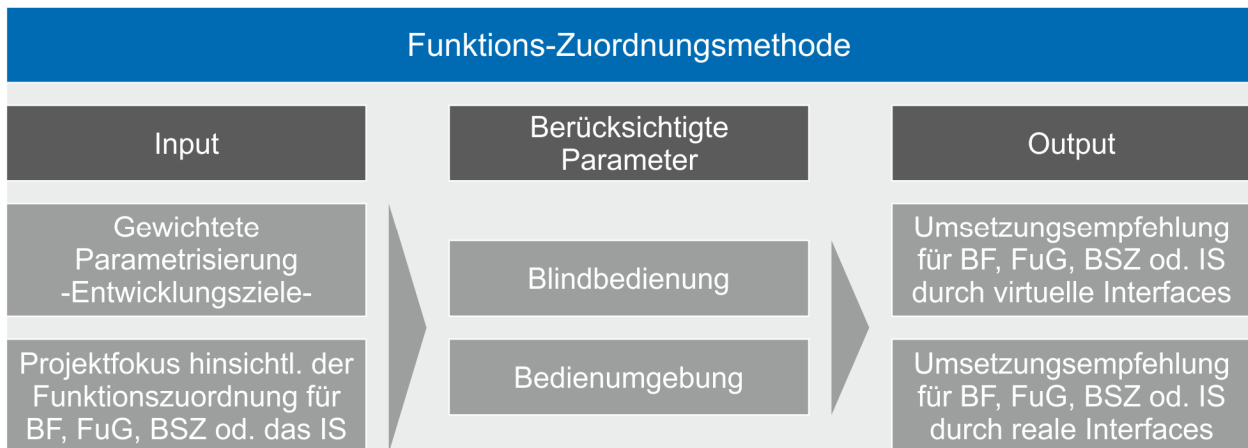 Funktions-Zuordnungsmethode
Input
Berücksichtigte
Parameter
Output
Gewichtete
Parametrisierung
-Entwicklungsziele-
Projektfokus hinsichtl. der
Funktionszuordnung für
BF, FuG, BSZ od. das IS
Blindbedienung
Bedienumgebung
Umsetzungsempfehlung
für BF, FuG, BSZ od. IS
durch virtuelle Interfaces
Umsetzungsempfehlung
für BF, FuG, BSZ od. IS
durch reale Interfaces